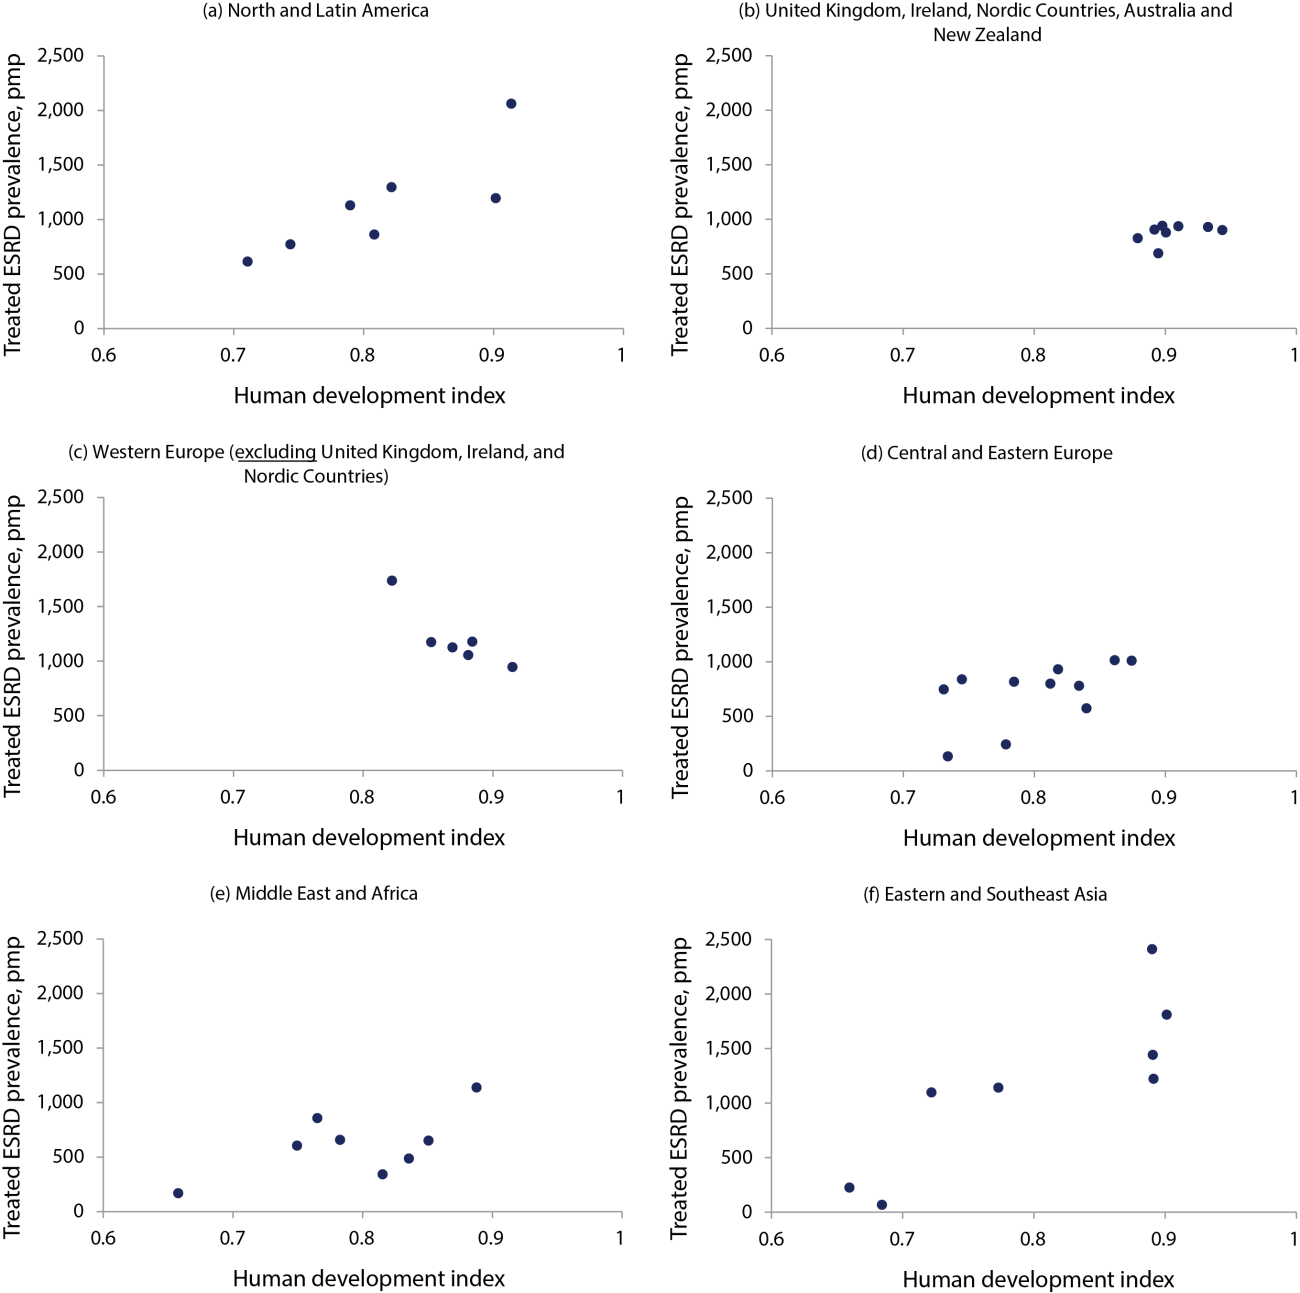 (a) North and Latin America
Treated ESRD prevalence, pmp
2,500
2,000
1,500
1,000
500
0
0.6 0.7 0.8 0.9 1
Human development index
(b) United Kingdom, Ireland, Nordic Countries, Australia and
New Zealand
Treated ESRD prevalence, pmp
2,500
2,000
1,500
1,000
500
0
0.6 0.7 0.8 0.9 1
Human development index
(c) Western Europe (excluding United Kingdom, Ireland, and
Nordic Countries)
Treated ESRD prevalence, pmp
2,500
2,000
1,500
1,000
500
0
0.6 0.7 0.8 0.9 1
Human development index
(d) Central and Eastern Europe
Treated ESRD prevalence, pmp
2,500
2,000
1,500
1,000
500
0
0.6 0.7 0.8 0.9 1
Human development index
(e) Middle East and Africa
Treated ESRD prevalence, pmp
2,500
2,000
1,500
1,000
500
0
0.6 0.7 0.8 0.9 1
Human development index
(f) Eastern and Southeast Asia
Treated ESRD prevalence, pmp
2,500
2,000
1,500
1,000
500
0
0.6 0.7 0.8 0.9 1
Human development index